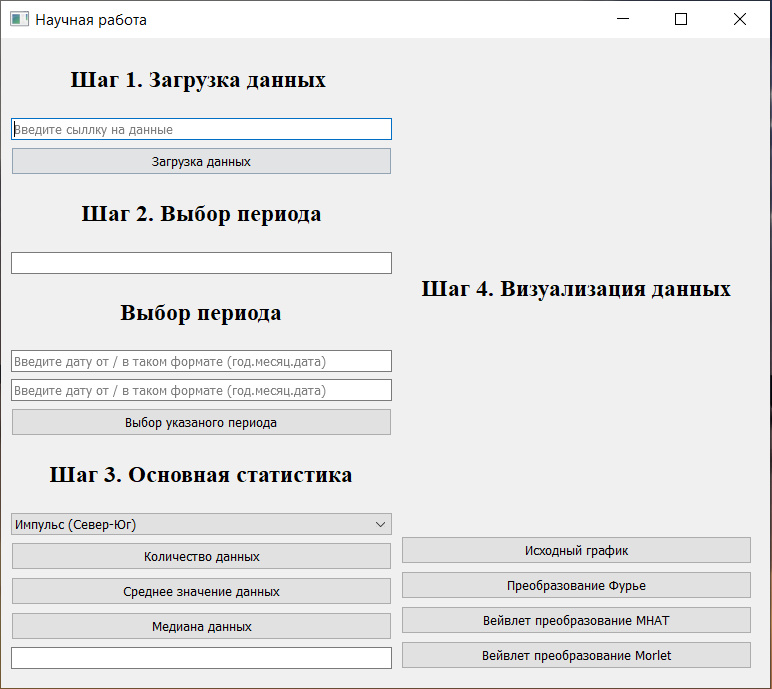 Научная работа
Шаг 1. Загрузка данных
Введите сыллку на данные
Загрузка данных
Шаг 2. Выбор периода
Выбор периода
Введите дату от / в таком формате (год.месяц.дата)
Введите дату от / в таком формате (год.месяц.дата)
Выбор указаного периода
Шаг 3. Основная статистика
Импульс (Север-Юг)
Количество данных
Среднее значение данных
Медиана данных
Шаг 4. Визуализация данных
Исходный график
Преобразование Фурье
Вейвлет преобразование МНАТ
Вейвлет преобразование Morlet